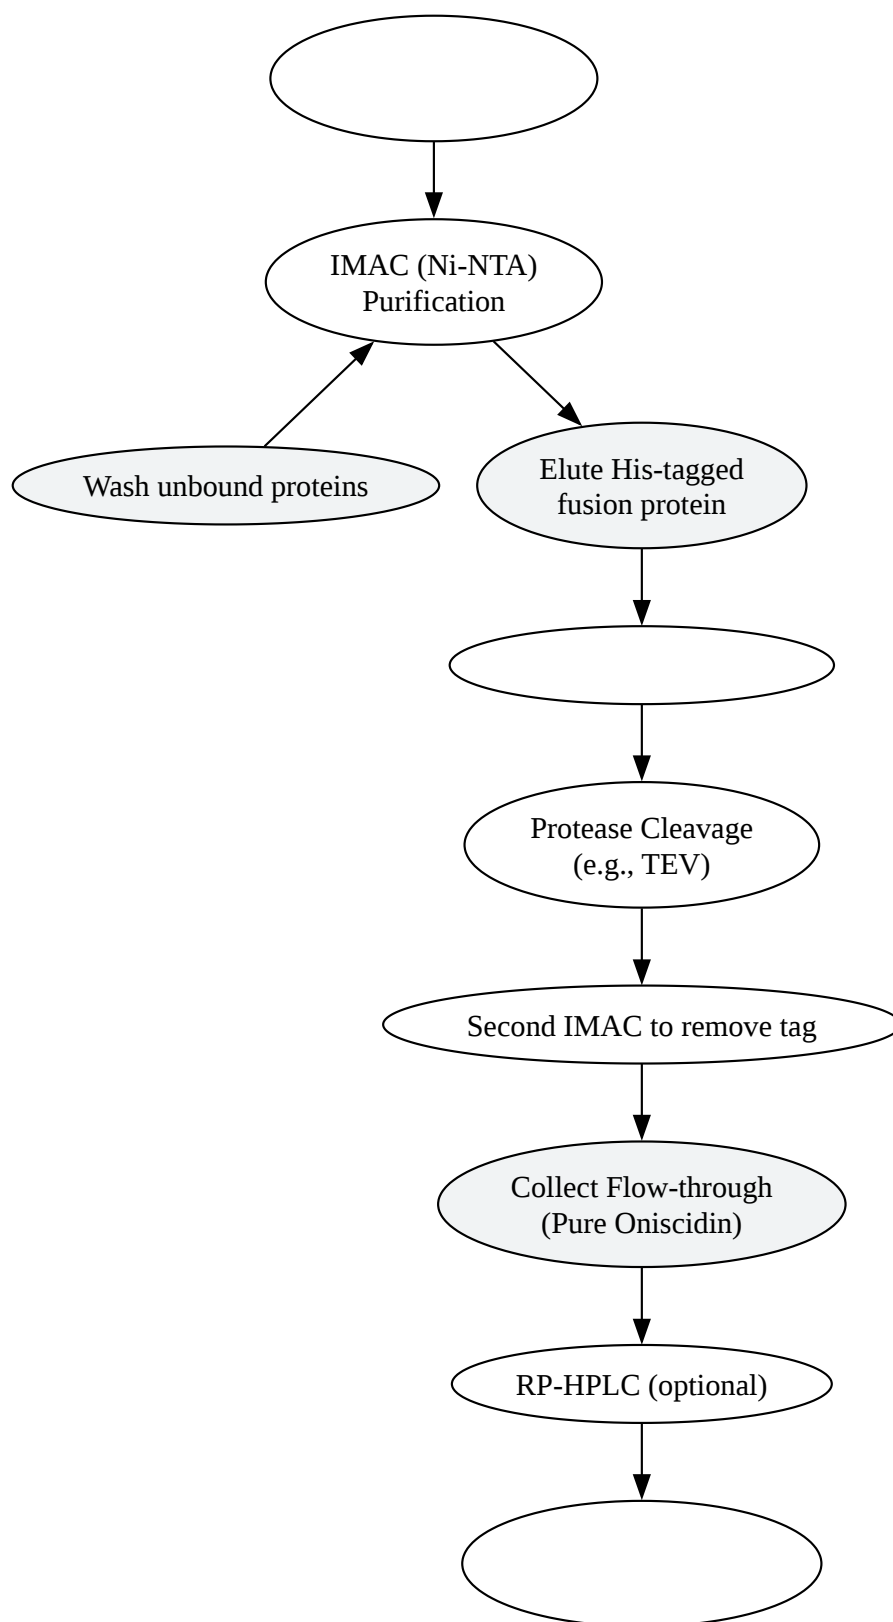 IMAC (Ni-NTA)
Purification
Wash unbound proteins
Elute His-tagged
fusion protein
Protease Cleavage
(e.g., TEV)
Second IMAC to remove tag
Collect Flow-through
(Pure Oniscidin)
RP-HPLC (optional)